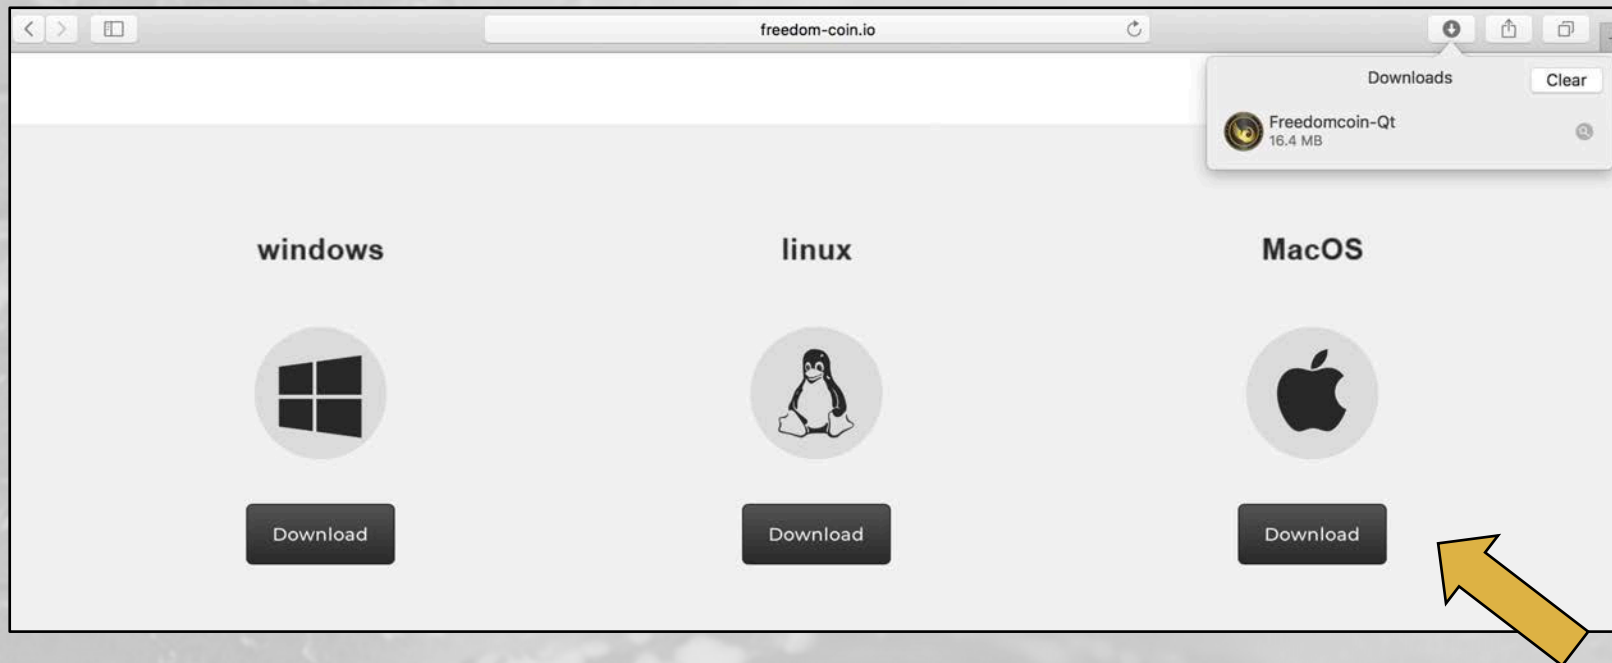 freedom-coin.io
Downloads
Clear
Freedomcoin-Qt
16.4 MB
windows
linux
MacOS
Download
Download
Download